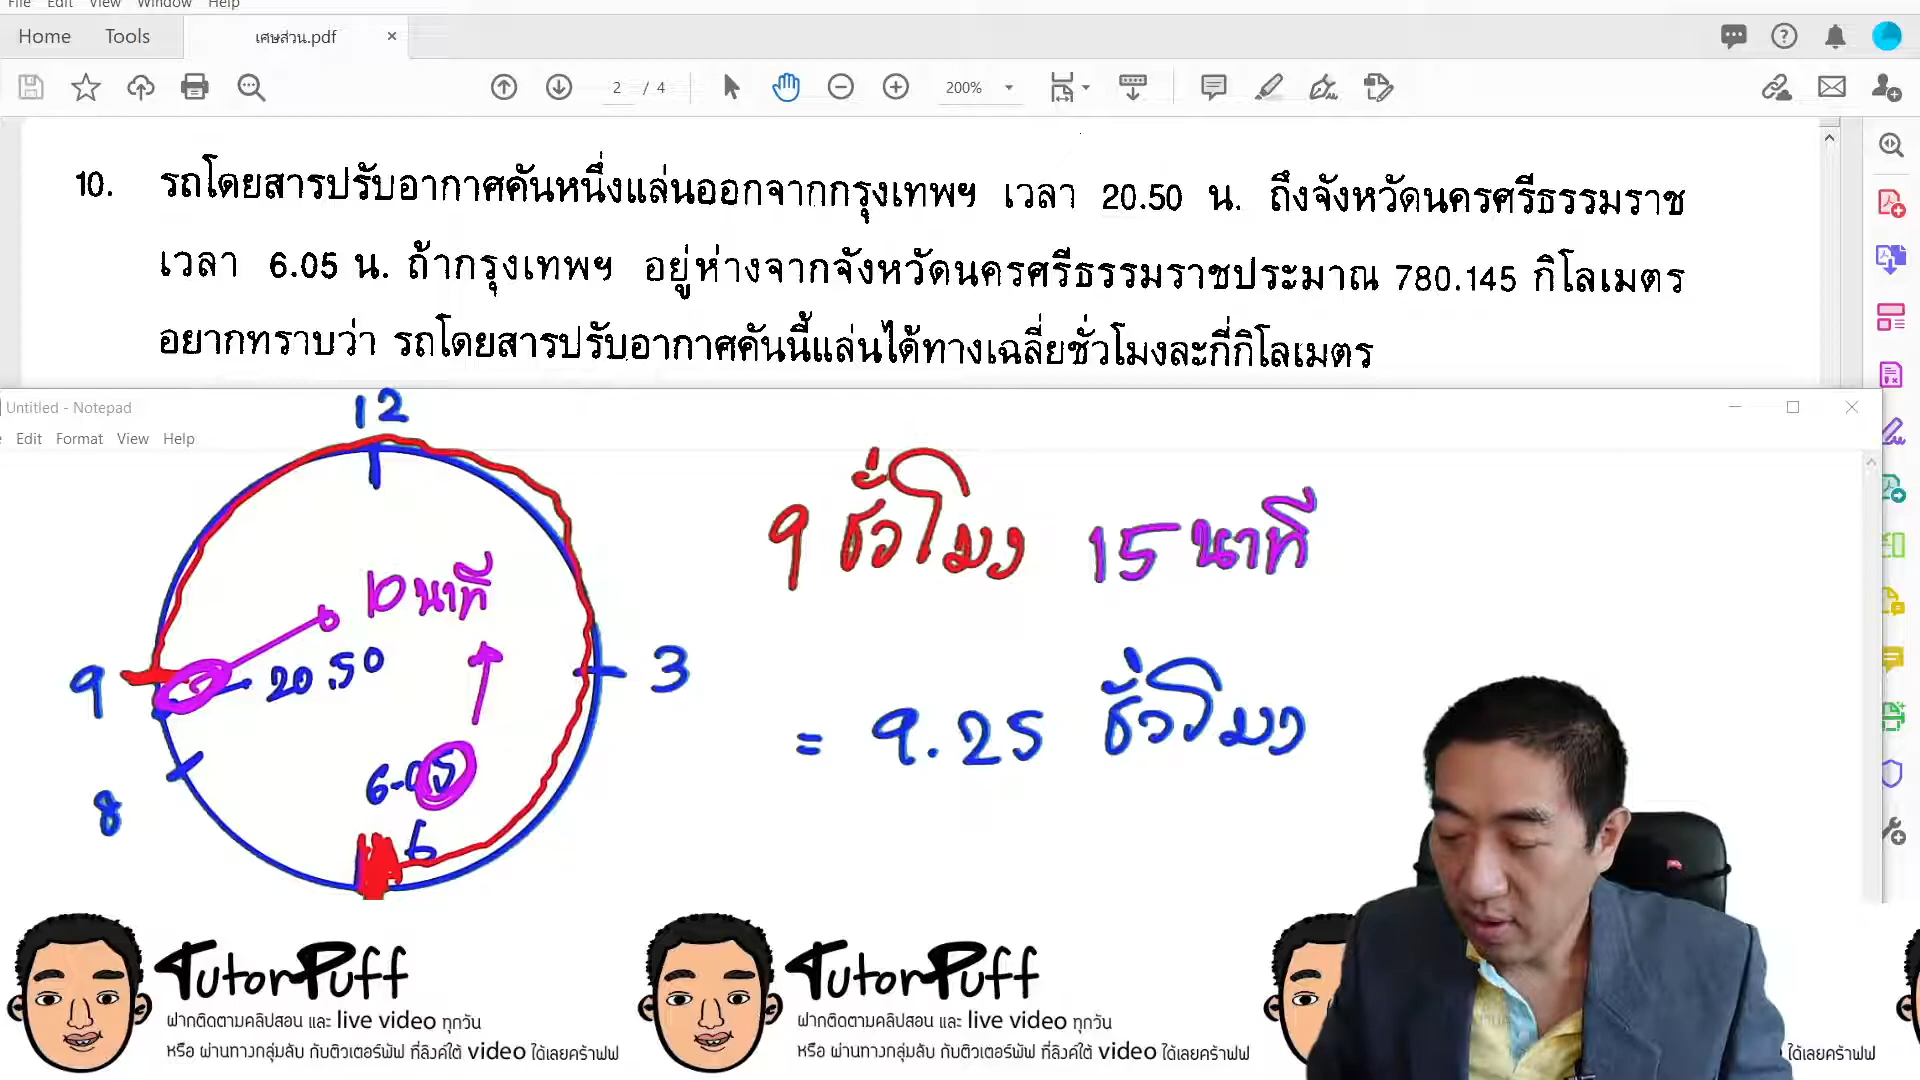 File Edit View Window Help
Home Tools เศษส่วน.pdf ×
2 / 4 200%
10. รถโดยสารปรับอากาศคันหนึ่งแล่นออกจากกรุงเทพฯ เวลา 20.50 น. ถึงจังหวัดนครศรีธรรมราช
เวลา 6.05 น. ถ้ากรุงเทพฯ อยู่ห่างจากจังหวัดนครศรีธรรมราชประมาณ 780.145 กิโลเมตร
อยากทราบว่า รถโดยสารปรับอากาศคันนี้แล่นได้ทางเฉลี่ยชั่วโมงละกี่กิโลเมตร
Untitled - Notepad
Edit Format View Help
12
9 ชั่วโมง 15 นาที
10 นาที
20.50
9
3
= 9.25 ชั่วโมง
6.05
8
6
TutorPuff TutorPuff
ฝากติดตามคลิปสอน และ live video ทุกวัน ฝากติดตามคลิปสอน และ live video ทุกวัน
หรือ ผ่านทางกลุ่มลับ กับติวเตอร์พัฟ ที่ลิงค์ใต้ video ได้เลยคร้าฟฟ หรือ ผ่านทางกลุ่มลับ กับติวเตอร์พัฟ ที่ลิงค์ใต้ video ได้เลยคร้าฟฟ ได้เลยคร้าฟฟ